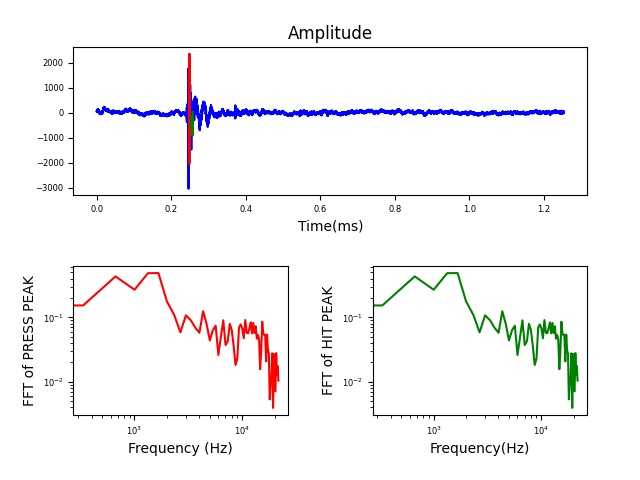 Amplitude
2000
1000
0
−1000
−2000
−3000
0.0 0.2 0.4 0.6 0.8 1.0 1.2
Time(ms)
FFT of PRESS PEAK
10⁻¹
10⁻²
10³ 10⁴
Frequency (Hz)
FFT of HIT PEAK
10⁻¹
10⁻²
10³ 10⁴
Frequency(Hz)